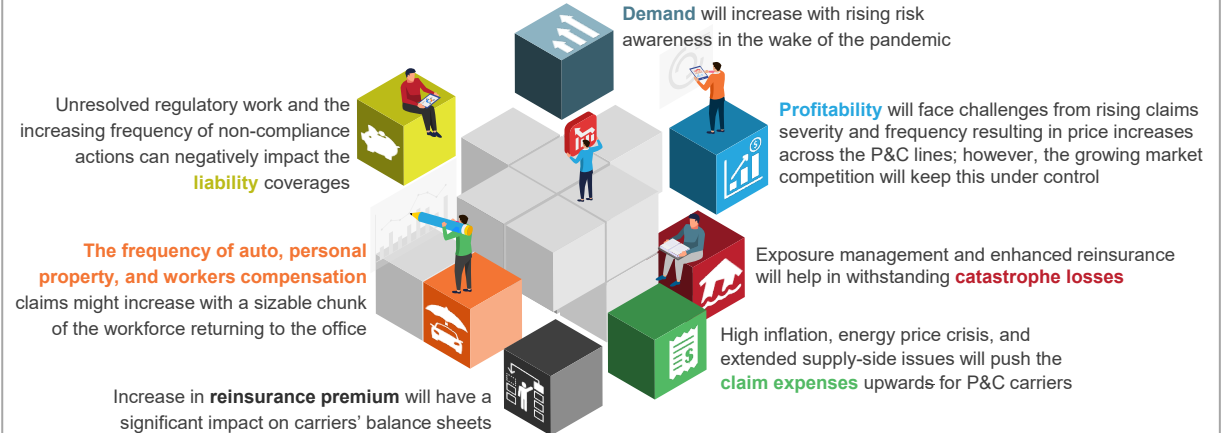 Demand will increase with rising risk
awareness in the wake of the pandemic
Unresolved regulatory work and the
increasing frequency of non-compliance
actions can negatively impact the
liability coverages
Profitability will face challenges from rising claims
severity and frequency resulting in price increases
across the P&C lines; however, the growing market
competition will keep this under control
@
$
The frequency of auto, personal
property, and workers compensation
claims might increase with a sizable chunk
of the workforce returning to the office
Exposure management and enhanced reinsurance
will help in withstanding catastrophe losses
High inflation, energy price crisis, and
extended supply-side issues will push the
claim expenses upwards for P&C carriers
$
Increase in reinsurance premium will have a
significant impact on carriers’ balance sheets